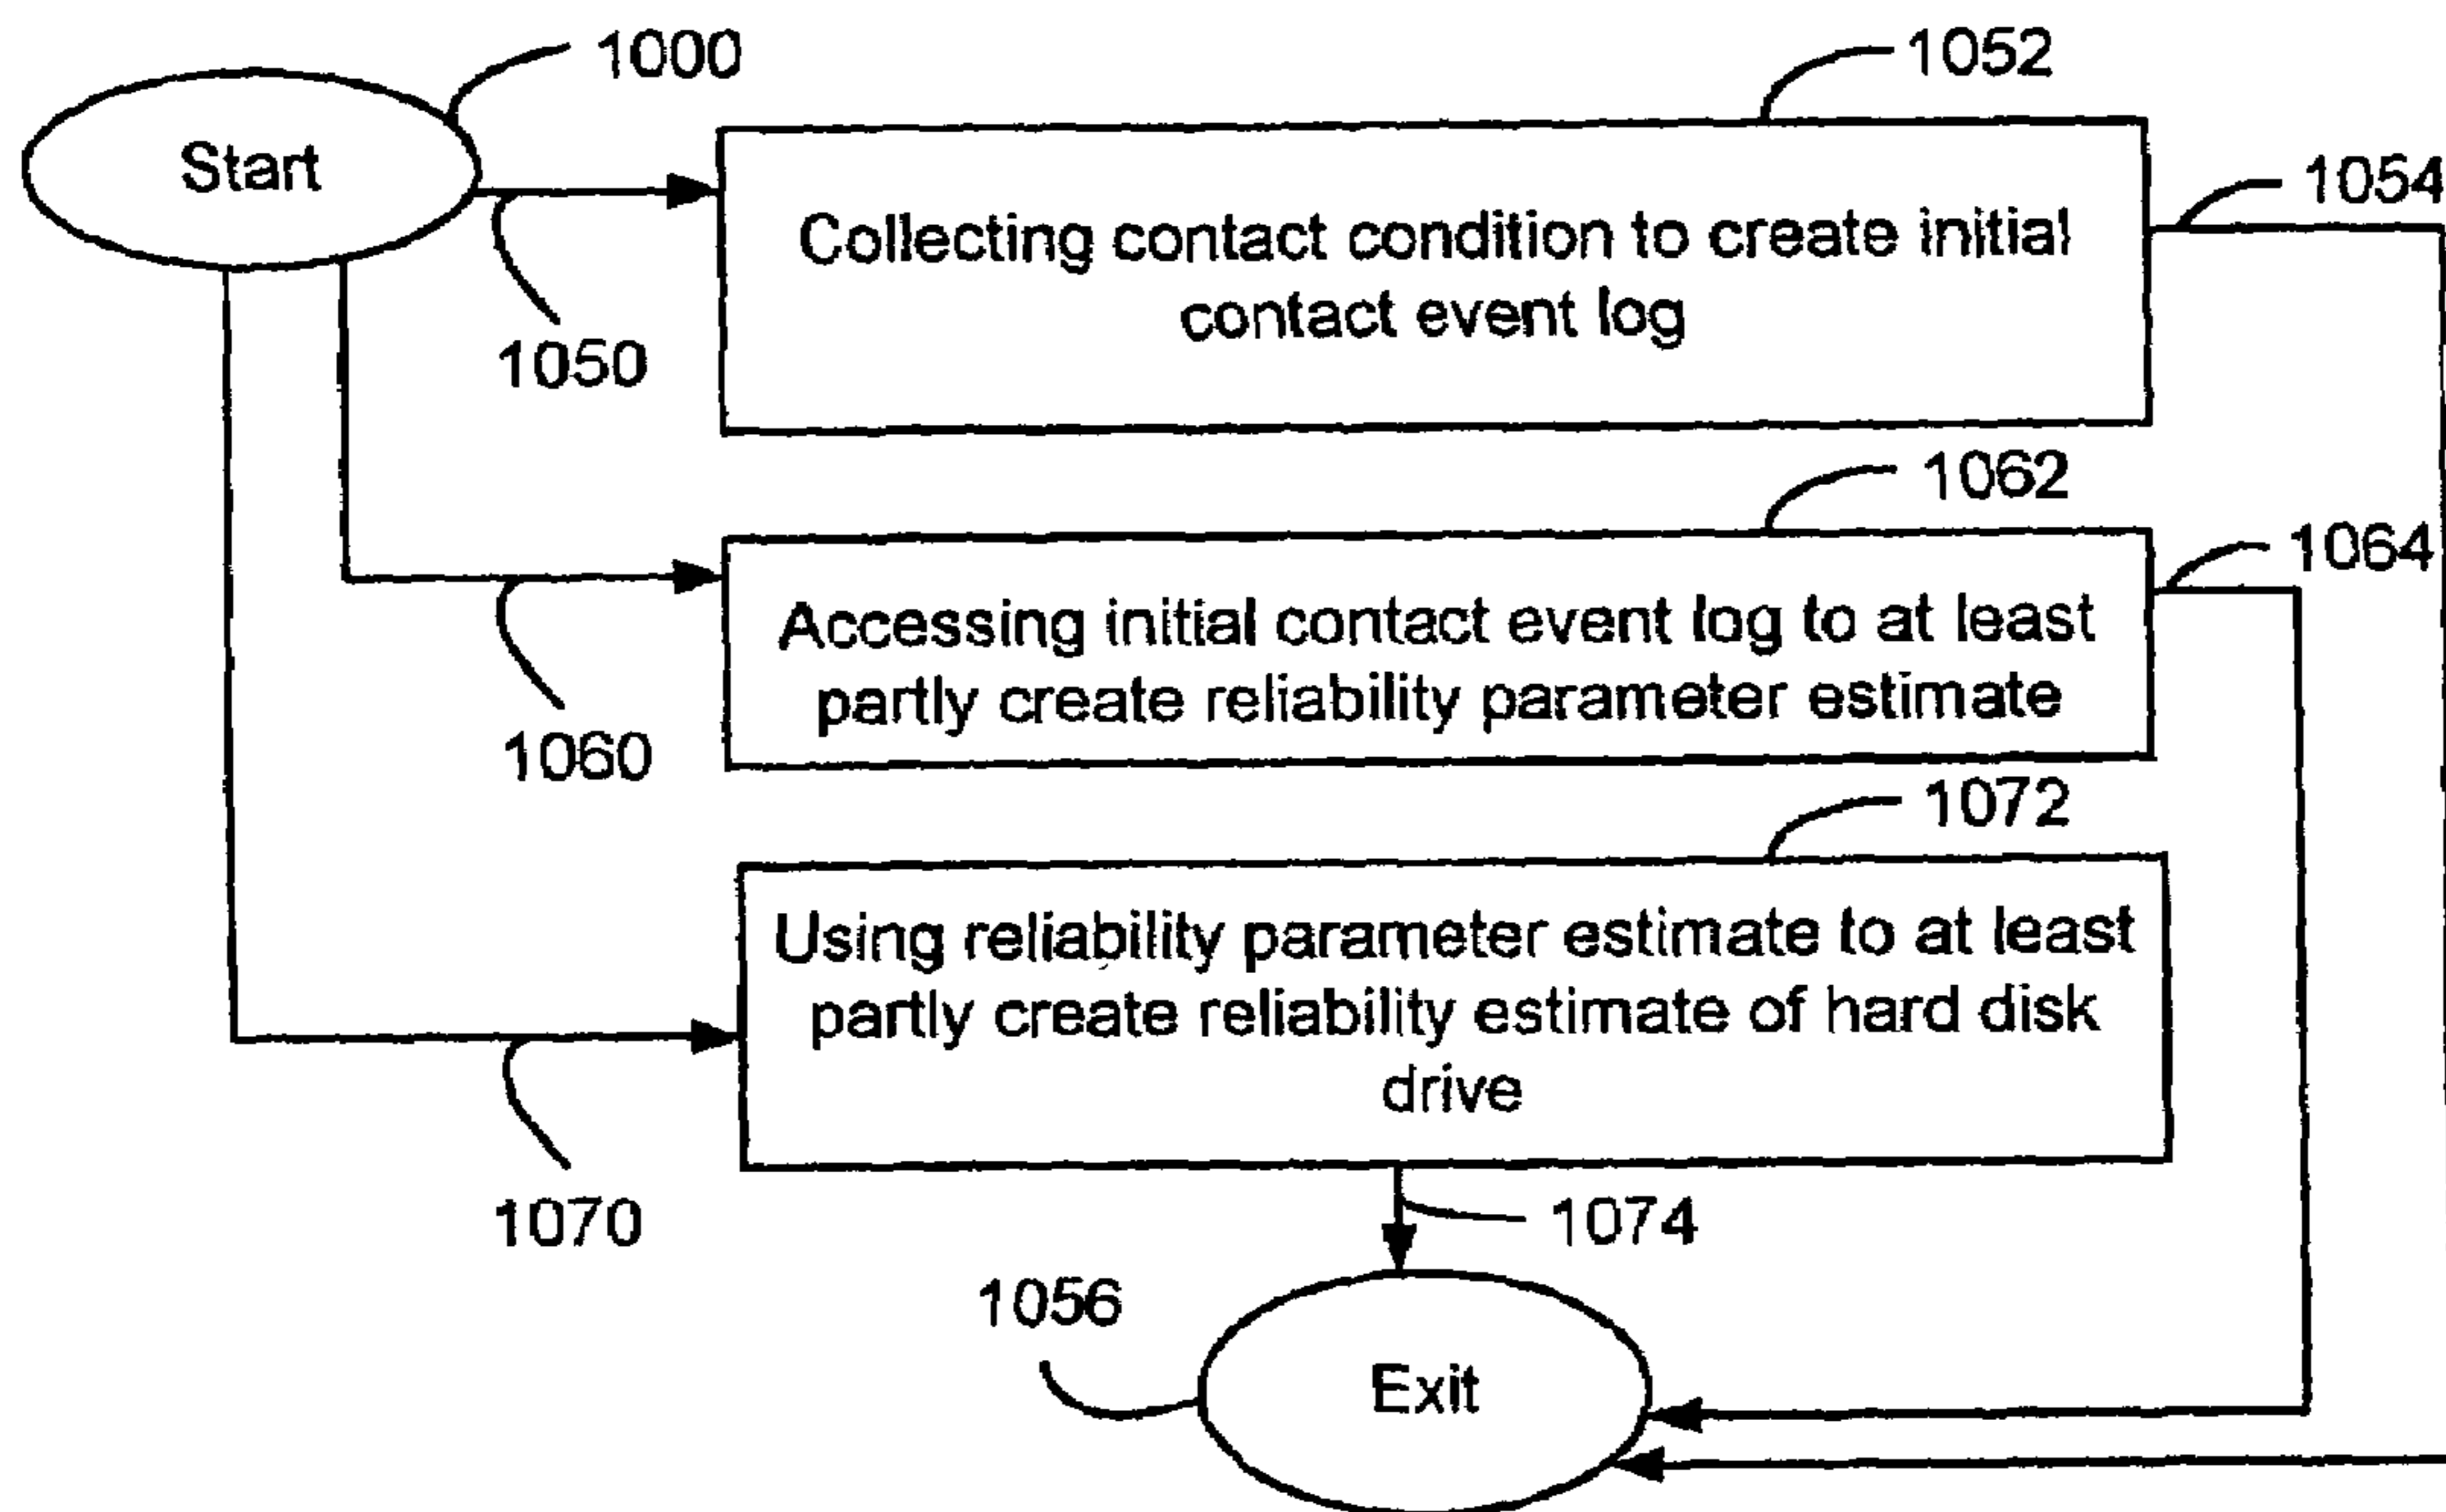 1000
Start
1052
1054
Collecting contact condition to create initial
contact event log
1050
1062
1064
Accessing initial contact event log to at least
partly create reliability parameter estimate
1060
1072
Using reliability parameter estimate to at least
partly create reliability estimate of hard disk
drive
1070
1074
1056
Exit